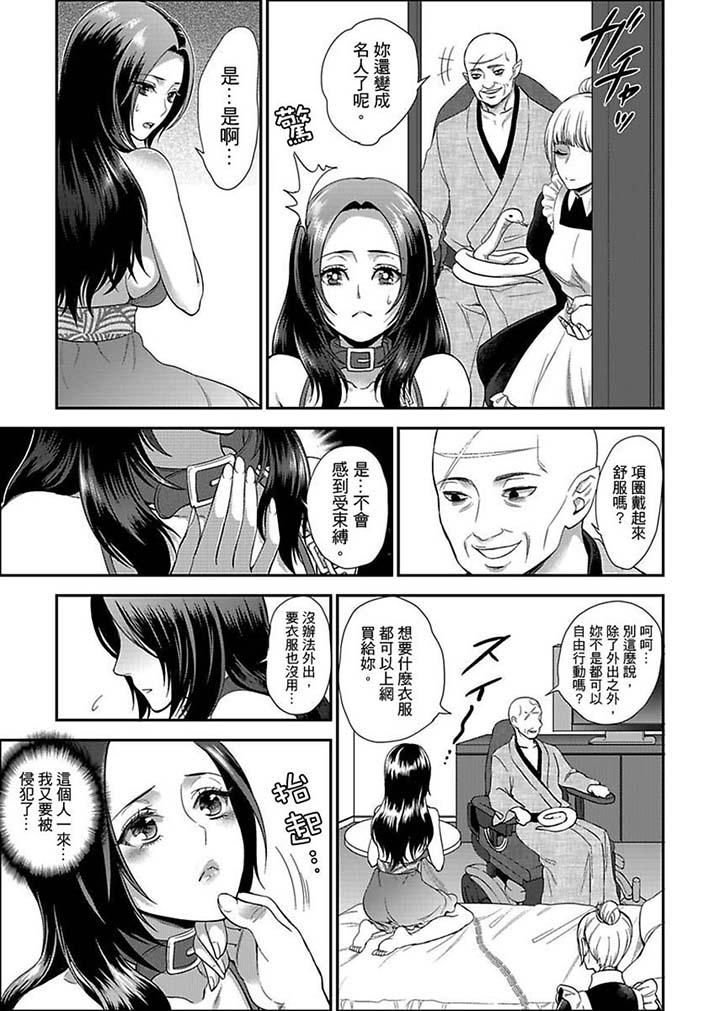 ガチャッ
妳還變成
名人了呢。
驚
是…是啊…
項圈戴起來
舒服嗎？
是…不會
感到受束縛。
呵呵…
別這麼說，
除了外出之外，
妳不是都可以
自由行動嗎？
想要什麼衣服
都可以上網
買給妳。
沒辦法外出，
要衣服也沒用…
抬起…
這個人一來…
我又要被
侵犯了…